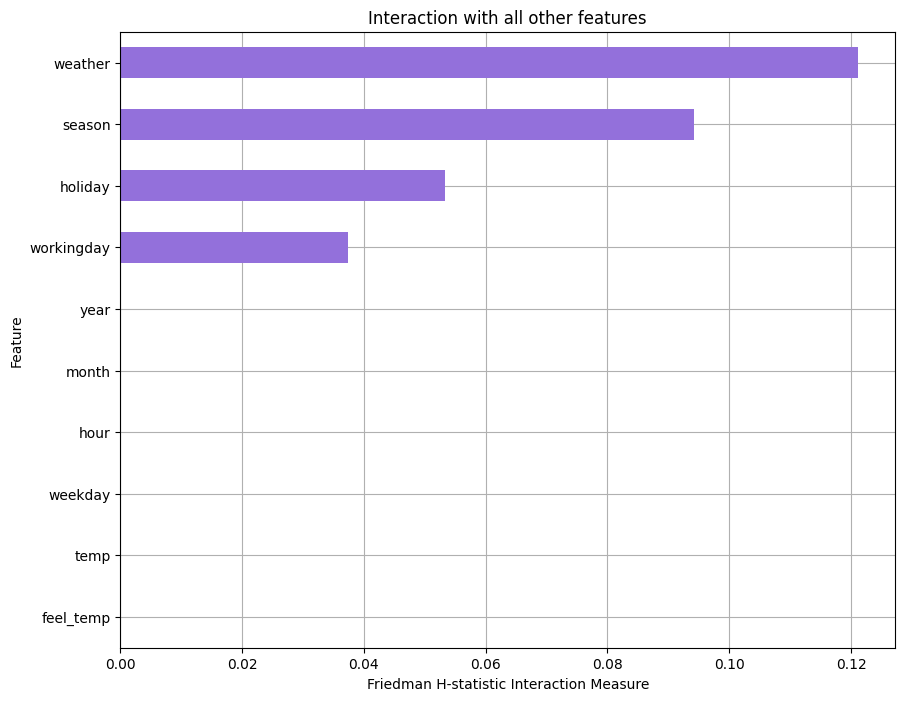 Interaction with all other features
weather
season
holiday
workingday
year
month
hour
weekday
temp
feel_temp
Feature
0.00 0.02 0.04 0.06 0.08 0.10 0.12
Friedman H-statistic Interaction Measure